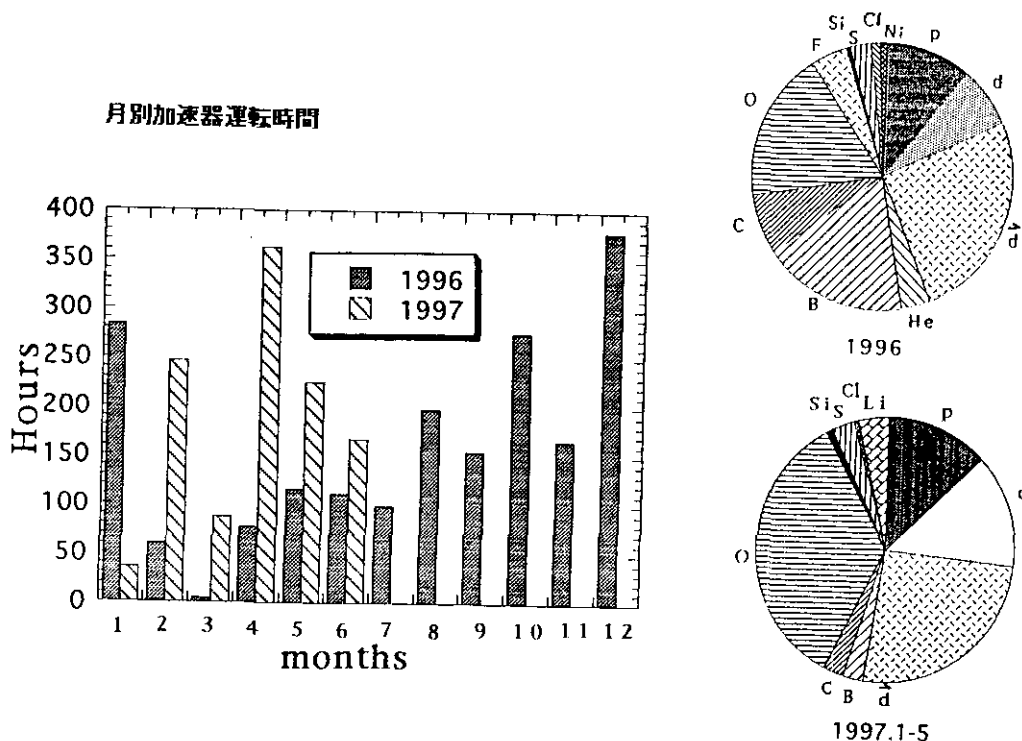 月別加速器運転時間
400
350
300
250
200
150
100
50
0
Hours
1 2 3 4 5 6 7 8 9 10 11 12
months
1996
1997
Si S Cl Ni p
F
d
O
C
d
B
He
1996
Si S Cl Li p
O
C B d
1997.1-5